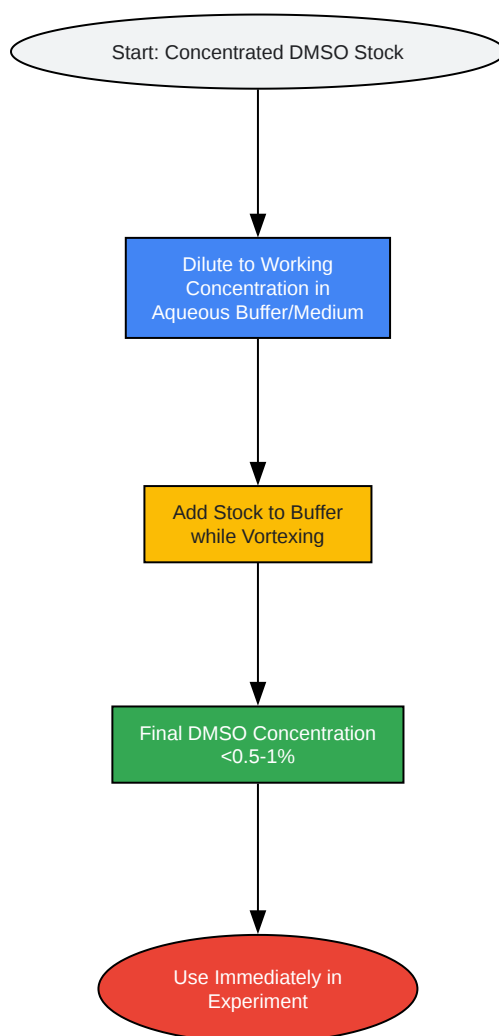 Start: Concentrated DMSO Stock
Dilute to Working
Concentration in
Aqueous Buffer/Medium
Add Stock to Buffer
while Vortexing
Final DMSO Concentration
<0.5-1%
Use Immediately in
Experiment